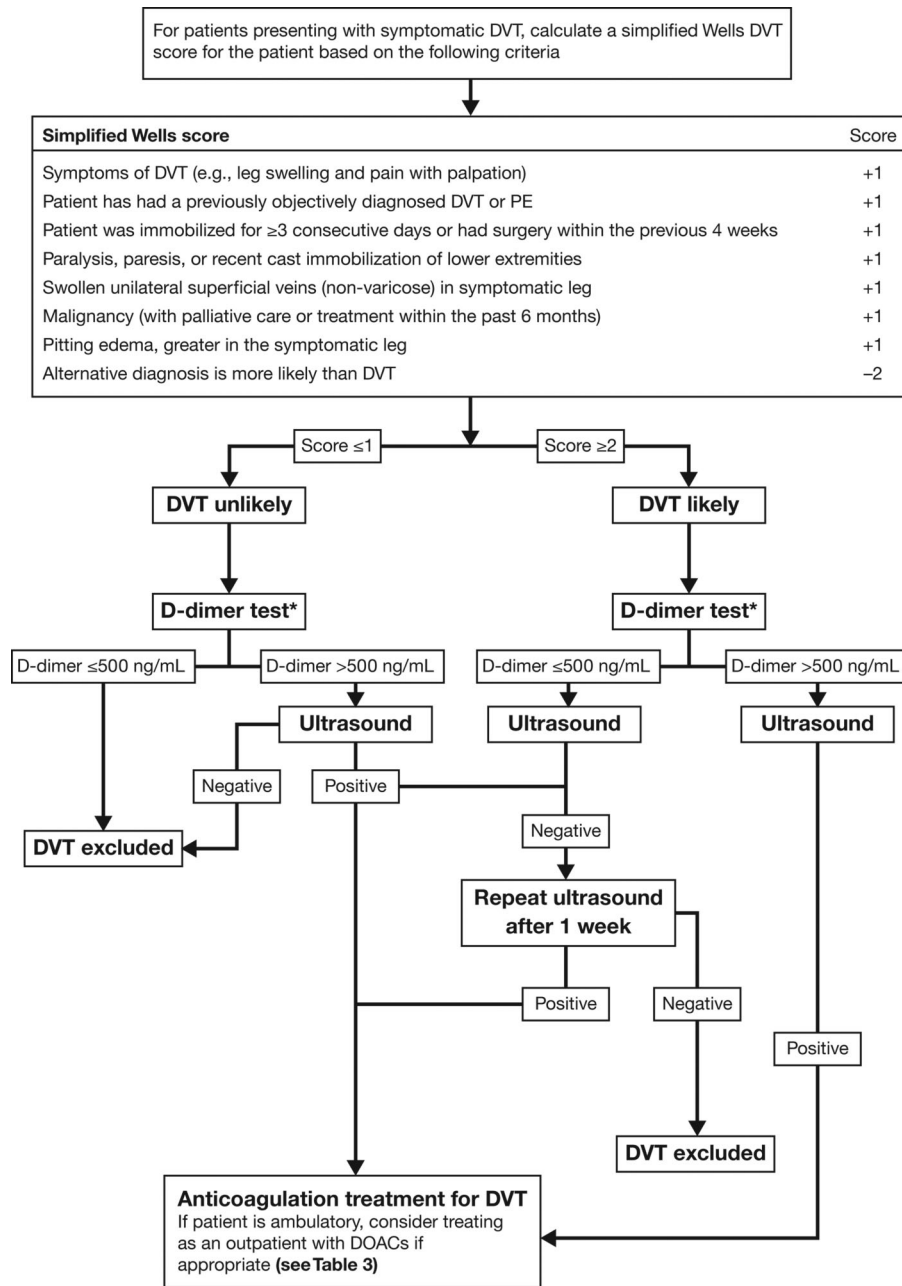 For patients presenting with symptomatic DVT, calculate a simplified Wells DVT
score for the patient based on the following criteria
Simplified Wells score Score
Symptoms of DVT (e.g., leg swelling and pain with palpation) +1
Patient has had a previously objectively diagnosed DVT or PE +1
Patient was immobilized for ≥3 consecutive days or had surgery within the previous 4 weeks +1
Paralysis, paresis, or recent cast immobilization of lower extremities +1
Swollen unilateral superficial veins (non-varicose) in symptomatic leg +1
Malignancy (with palliative care or treatment within the past 6 months) +1
Pitting edema, greater in the symptomatic leg +1
Alternative diagnosis is more likely than DVT –2
Score ≤1 Score ≥2
DVT unlikely DVT likely
D-dimer test* D-dimer test*
D-dimer ≤500 ng/mL D-dimer >500 ng/mL D-dimer ≤500 ng/mL D-dimer >500 ng/mL
Ultrasound Ultrasound Ultrasound
Negative Positive
Negative
DVT excluded
Repeat ultrasound
after 1 week
Positive Negative
Positive
DVT excluded
Anticoagulation treatment for DVT
If patient is ambulatory, consider treating
as an outpatient with DOACs if
appropriate (see Table 3)